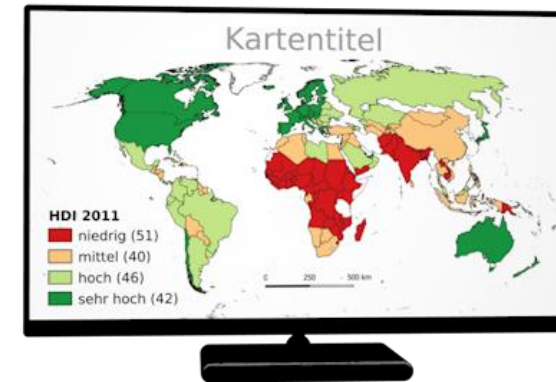 Kartentitel
HDI 2011
niedrig (51)
mittel (40)
hoch (46)
sehr hoch (42)
0 250 500 km